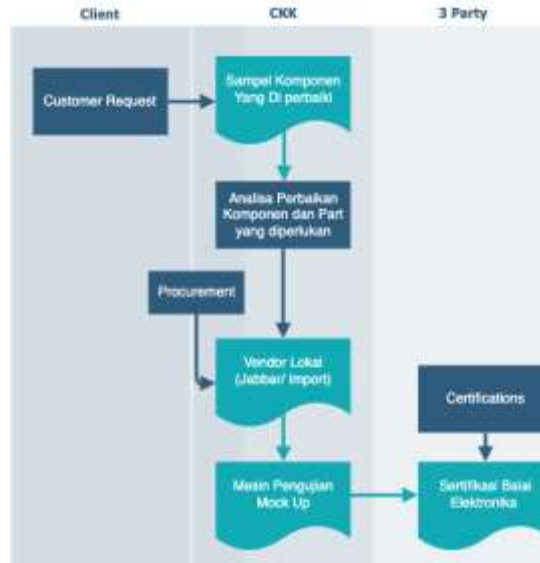 Client CKK 3 Party
Customer Request
Sampel Komponen
Yang Di perbaiki
Analisa Perbaikan
Komponen dan Part
yang diperlukan
Procurement
Vendor Lokal
(Jabbar/ Import)
Certifications
Mesin Pengujian
Mock Up
Sertifikasi Balai
Elektronika